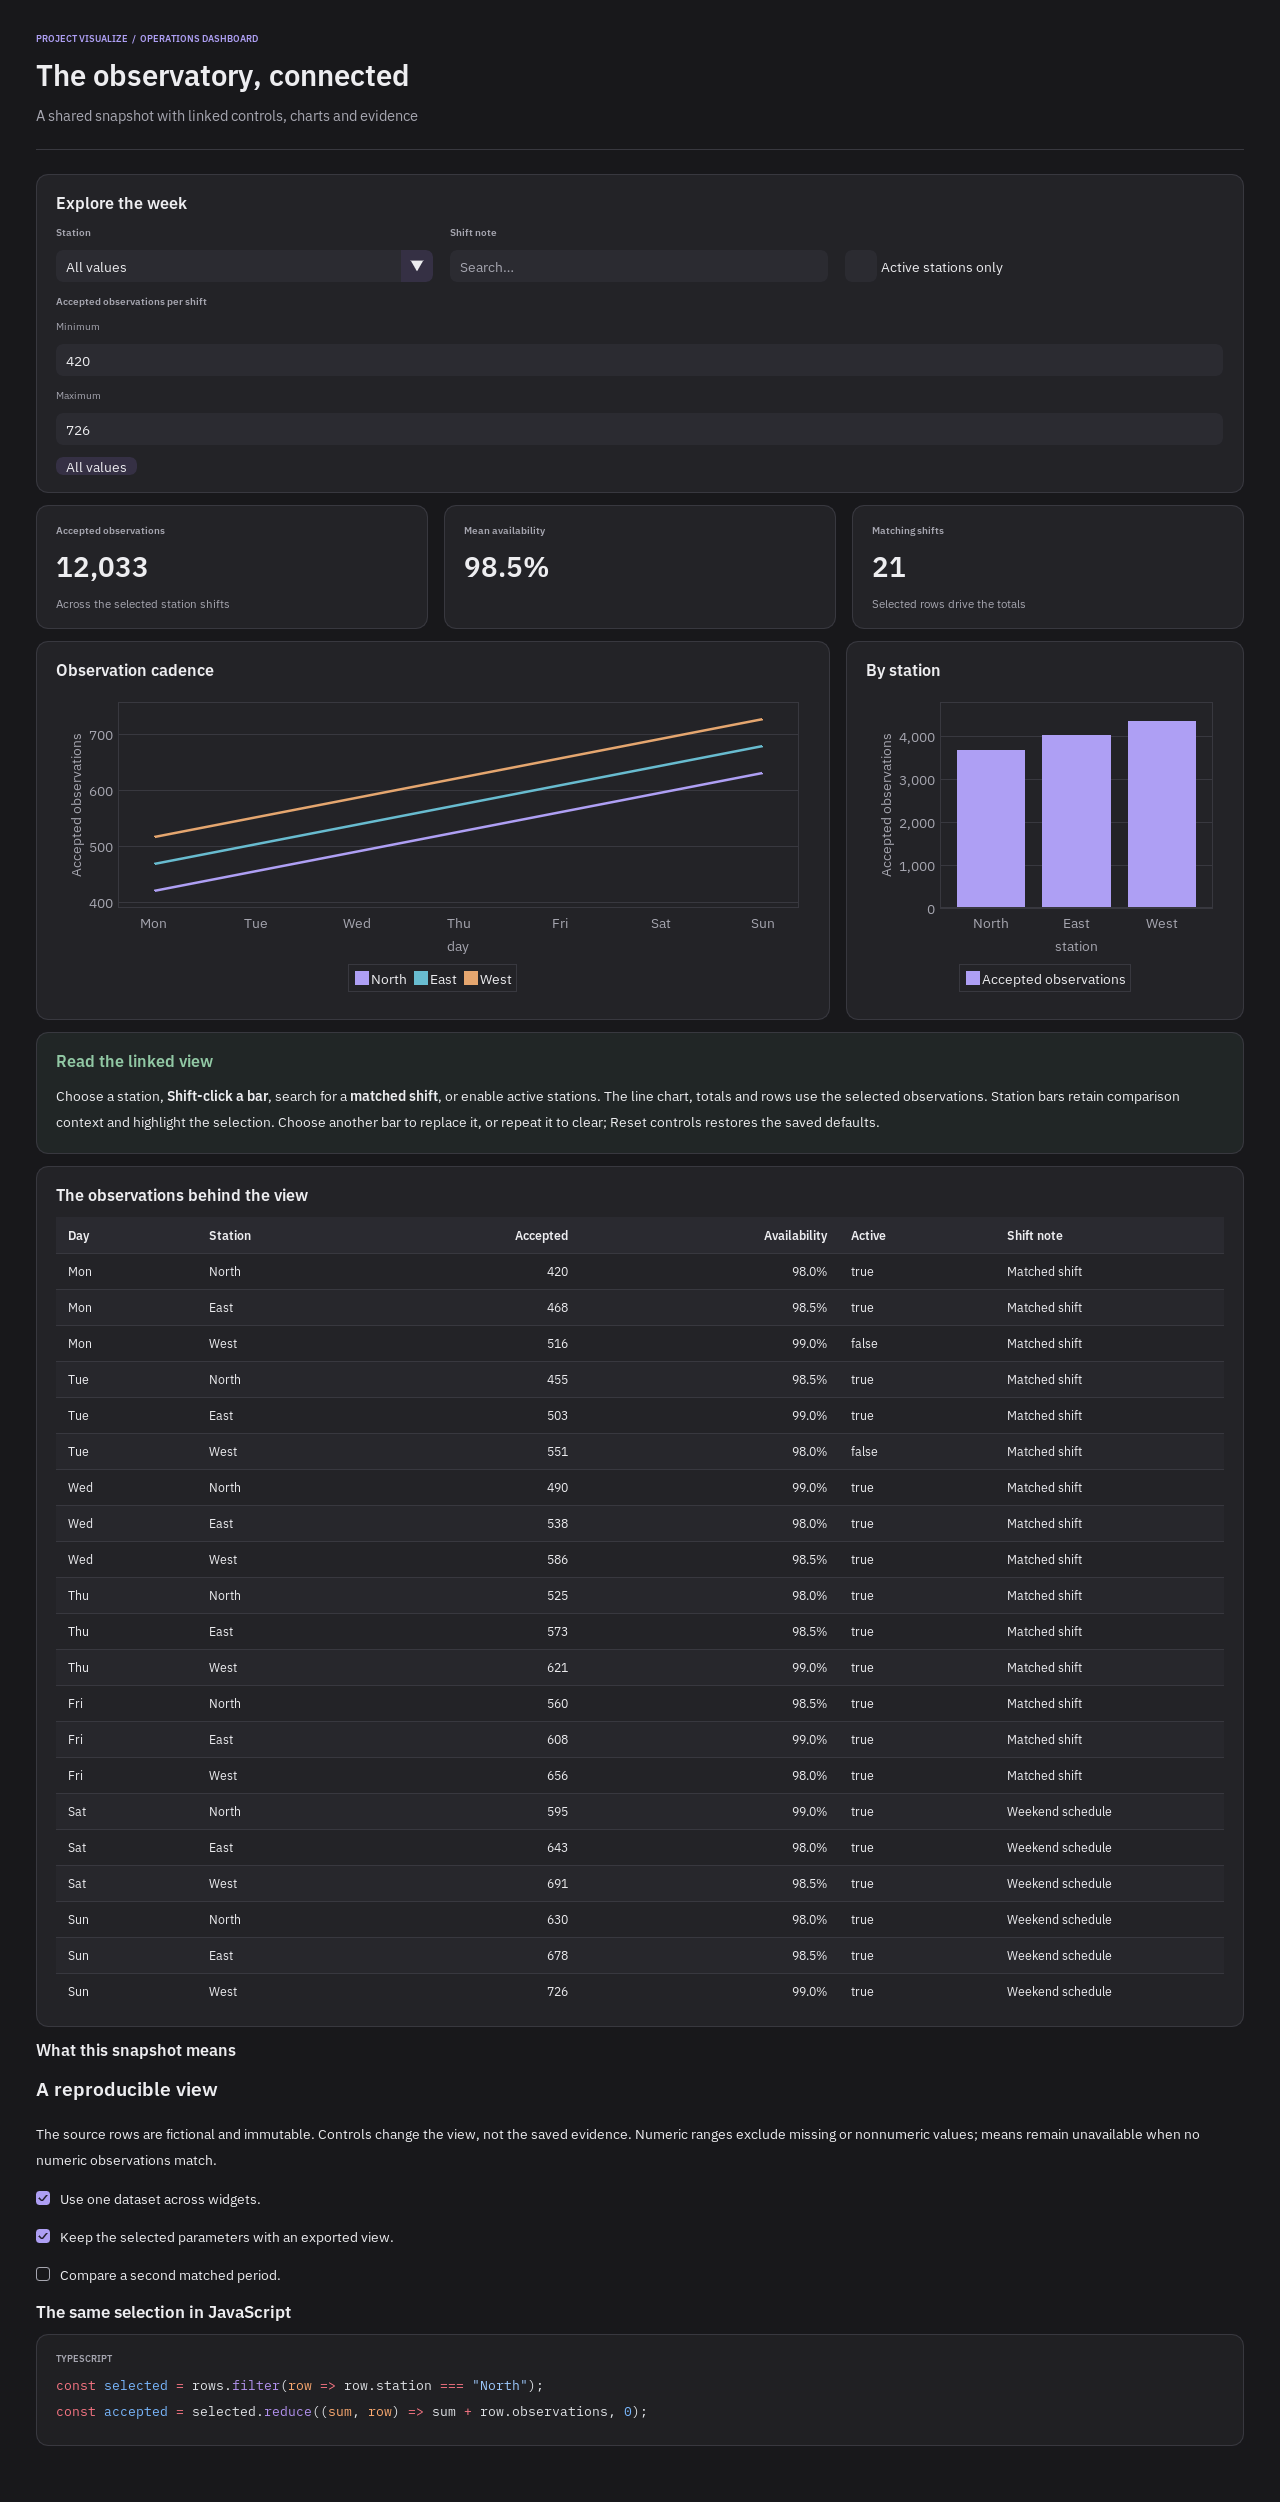 PROJECT VISUALIZE / OPERATIONS DASHBOARD
The observatory, connected
A shared snapshot with linked controls, charts and evidence
Explore the week
Station
Shift note
All values ▼
Search...
Active stations only
Accepted observations per shift
Minimum
420
Maximum
726
All values
Accepted observations
12,033
Across the selected station shifts
Mean availability
98.5%
Matching shifts
21
Selected rows drive the totals
Observation cadence
Accepted observations
700
600
500
400
Mon Tue Wed Thu Fri Sat Sun
day
North East West
By station
Accepted observations
4,000
3,000
2,000
1,000
0
North East West
station
Accepted observations
Read the linked view
Choose a station, Shift-click a bar, search for a matched shift, or enable active stations. The line chart, totals and rows use the selected observations. Station bars retain comparison
context and highlight the selection. Choose another bar to replace it, or repeat it to clear; Reset controls restores the saved defaults.
The observations behind the view
Day Station Accepted Availability Active Shift note
Mon North 420 98.0% true Matched shift
Mon East 468 98.5% true Matched shift
Mon West 516 99.0% false Matched shift
Tue North 455 98.5% true Matched shift
Tue East 503 99.0% true Matched shift
Tue West 551 98.0% false Matched shift
Wed North 490 99.0% true Matched shift
Wed East 538 98.0% true Matched shift
Wed West 586 98.5% true Matched shift
Thu North 525 98.0% true Matched shift
Thu East 573 98.5% true Matched shift
Thu West 621 99.0% true Matched shift
Fri North 560 98.5% true Matched shift
Fri East 608 99.0% true Matched shift
Fri West 656 98.0% true Matched shift
Sat North 595 99.0% true Weekend schedule
Sat East 643 98.0% true Weekend schedule
Sat West 691 98.5% true Weekend schedule
Sun North 630 98.0% true Weekend schedule
Sun East 678 98.5% true Weekend schedule
Sun West 726 99.0% true Weekend schedule
What this snapshot means
A reproducible view
The source rows are fictional and immutable. Controls change the view, not the saved evidence. Numeric ranges exclude missing or nonnumeric values; means remain unavailable when no
numeric observations match.
Use one dataset across widgets.
Keep the selected parameters with an exported view.
Compare a second matched period.
The same selection in JavaScript
TYPESCRIPT
const selected = rows.filter(row => row.station === "North");
const accepted = selected.reduce((sum, row) => sum + row.observations, 0);